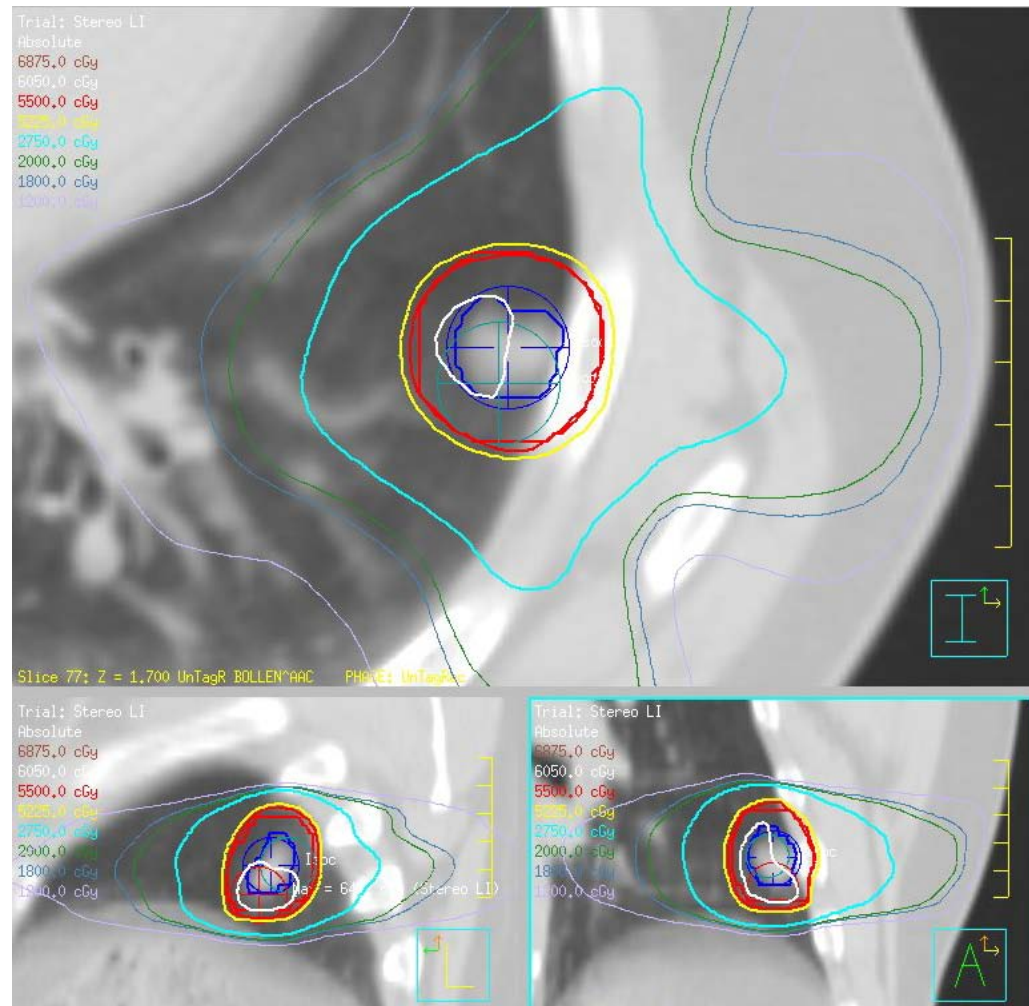 Trial: Stereo LI
Absolute
6875.0 cGy
6050.0 cGy
5500.0 cGy
5225.0 cGy
2750.0 cGy
2000.0 cGy
1800.0 cGy
1200.0 cGy
I
Slice 77: Z = 1.700 UnTagR BOLLEN^AAC
Trial: Stereo LI
Absolute
6875.0 cGy
6050.0 cGy
5500.0 cGy
5225.0 cGy
2750.0 cGy
2000.0 cGy
1800.0 cGy
1200.0 cGy
(Stereo LI)
L
Trial: Stereo LI
Absolute
6875.0 cGy
6050.0 cGy
5500.0 cGy
5225.0 cGy
2750.0 cGy
2000.0 cGy
1800.0 cGy
1200.0 cGy
A